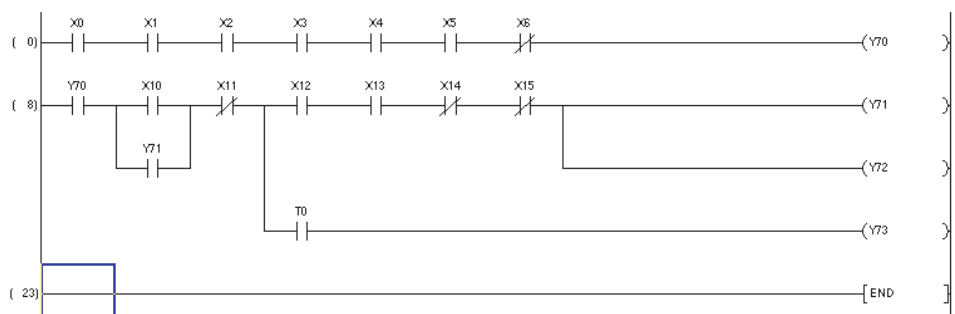 X0 X1 X2 X3 X4 X5 X6
( 0) (Y70 )
Y70 X10 X11 X12 X13 X14 X15
( 8) (Y71 )
Y71
(Y72 )
T0
(Y73 )
( 23) [END ]